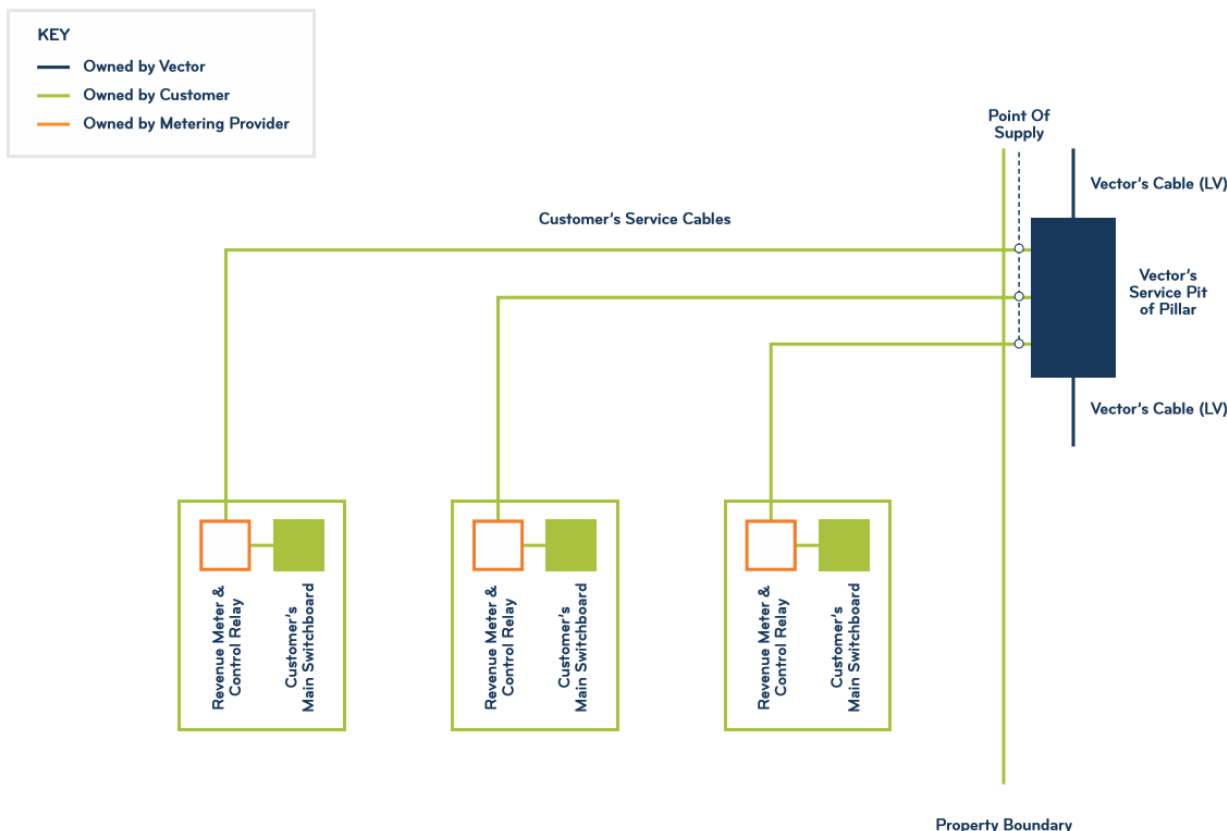 KEY
Owned by Vector
Owned by Customer
Owned by Metering Provider
Point Of
Supply
Vector's Cable (LV)
Customer's Service Cables
Vector's
Service Pit
of Pillar
Vector's Cable (LV)
Revenue Meter &
Control Relay
Customer's
Main Switchboard
Revenue Meter &
Control Relay
Customer's
Main Switchboard
Revenue Meter &
Control Relay
Customer's
Main Switchboard
Property Boundary